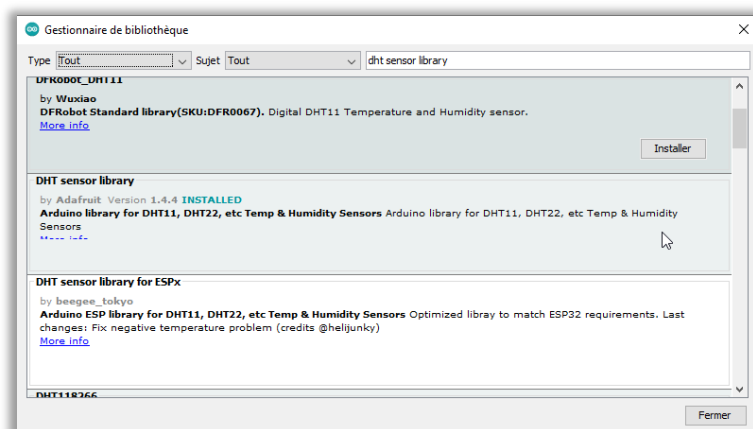 Gestionnaire de bibliothèque
Type Tout Sujet Tout dht sensor library
DFRobot_DHT11
by Wuxiao
DFRobot Standard library(SKU:DFR0067). Digital DHT11 Temperature and Humidity sensor.
More info
Installer
DHT sensor library
by Adafruit Version 1.4.4 INSTALLED
Arduino library for DHT11, DHT22, etc Temp & Humidity Sensors Arduino library for DHT11, DHT22, etc Temp & Humidity
Sensors
More info
DHT sensor library for ESPx
by beegee_tokyo
Arduino ESP library for DHT11, DHT22, etc Temp & Humidity Sensors Optimized libray to match ESP32 requirements. Last
changes: Fix negative temperature problem (credits @helijunky)
More info
DHT118266
Fermer